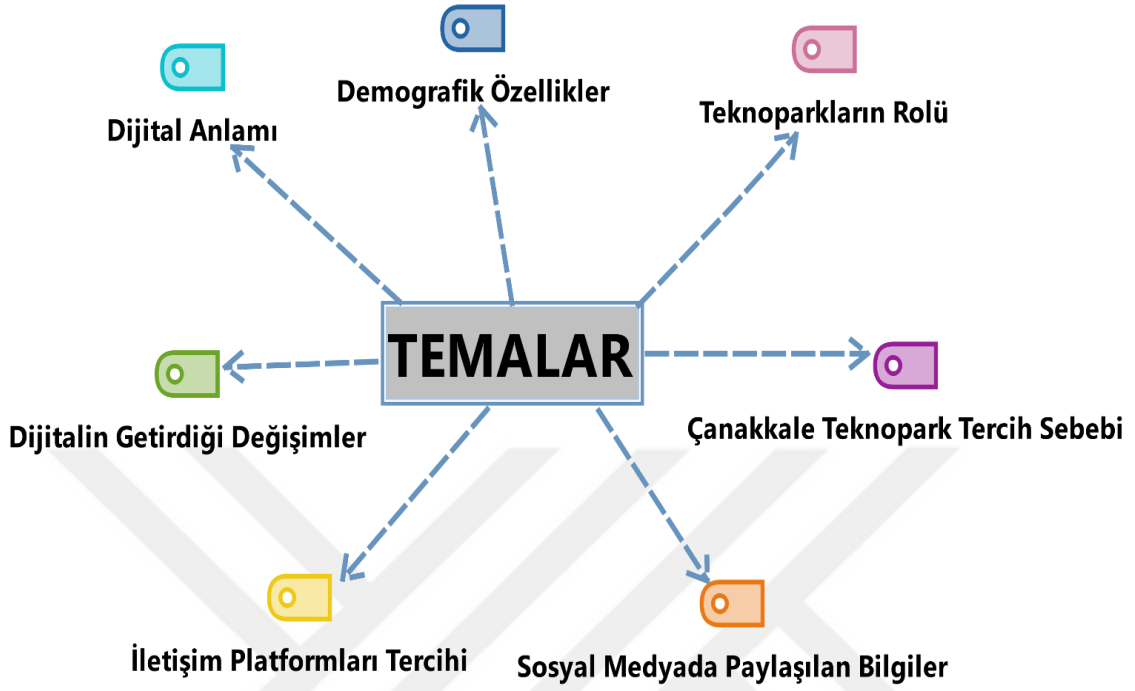 Demografik Özellikler
Teknoparkların Rolü
Dijital Anlamı
TEMALAR
Dijitalin Getirdiği Değişimler
Çanakkale Teknopark Tercih Sebebi
İletişim Platformları Tercihi
Sosyal Medyada Paylaşılan Bilgiler